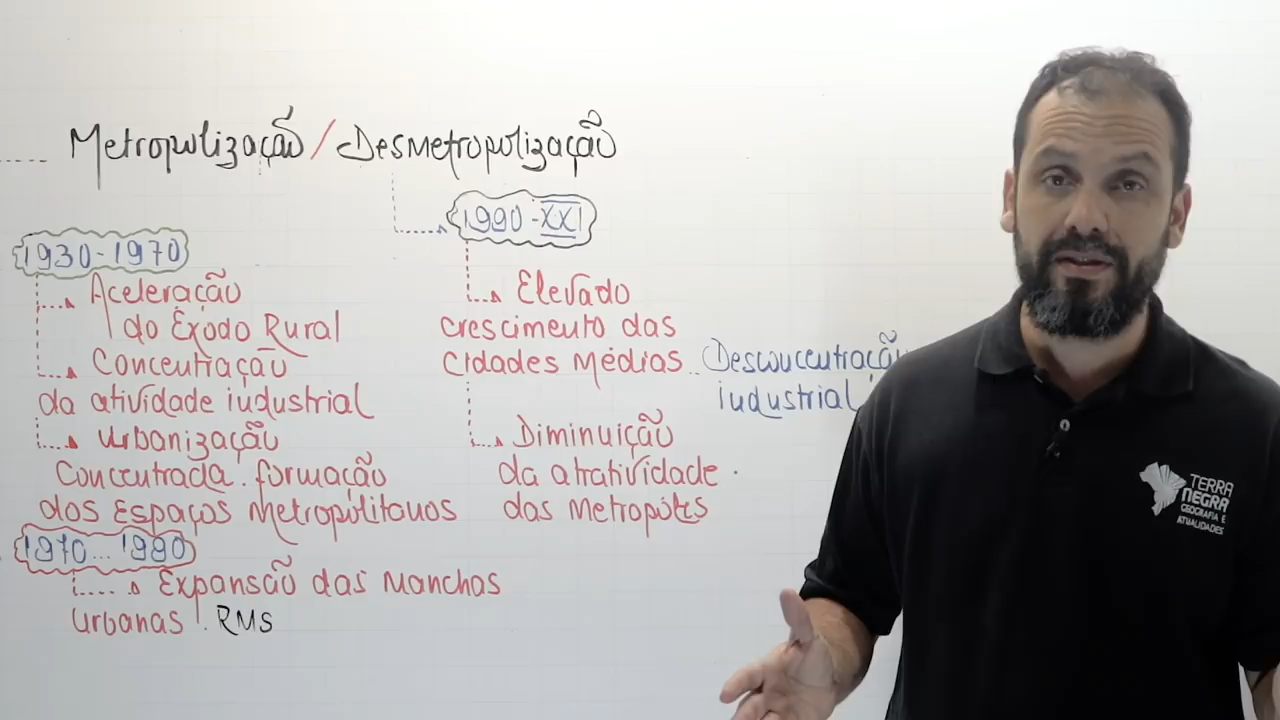 Metropolização / Desmetropolização
1930-1970
Aceleração
do Êxodo Rural
Concentração
da atividade industrial
Urbanização
Concentrada. formação
dos Espaços Metropolitanos
1970... 1990
Expansão das Manchas
Urbanas. RMs
1990-XXI
Elevado
crescimento das
Cidades Médias
Desconcentração
industrial
Diminuição
da atratividade
das Metropóles
TERRA
NEGRA
GEOGRAFIA E
ATUALIDADES